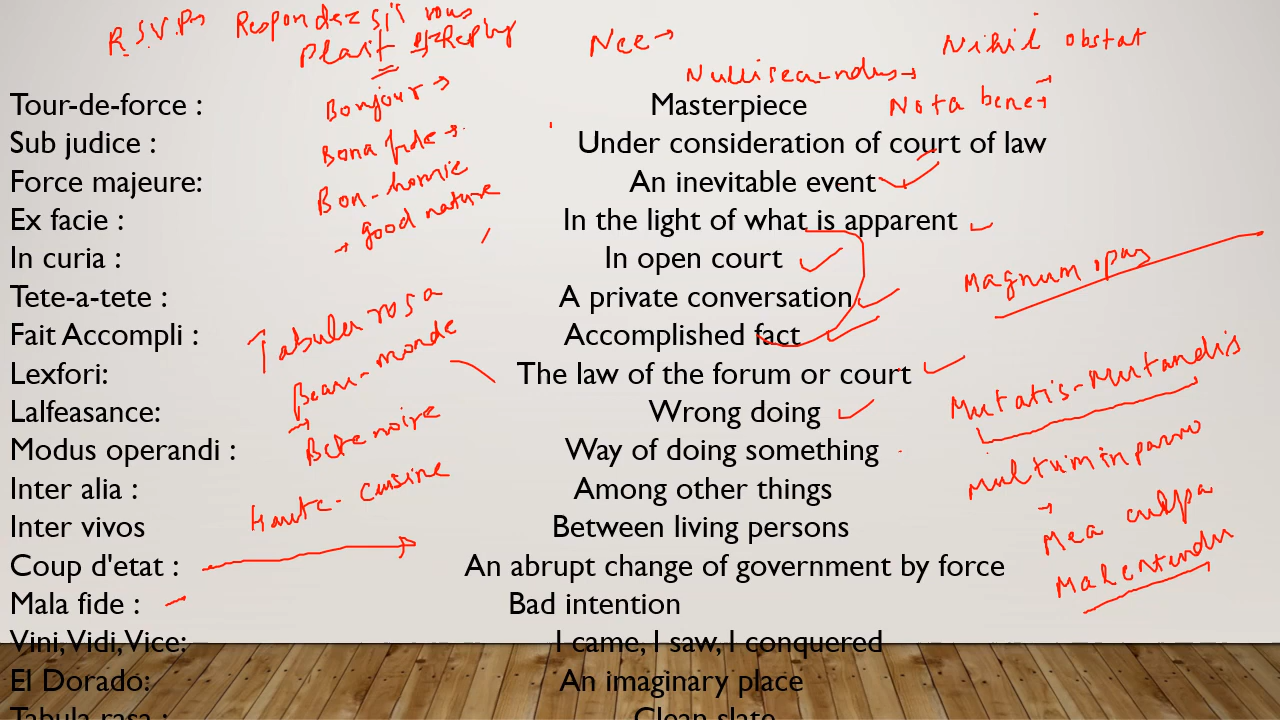 R.S.V.P→ Respondez s'il vous
Plait ⇒ Reply
Nee →
Nihil obstat →
Nulli secundus →
Nota bene →
Tour-de-force : Masterpiece
Bonjour →
Sub judice : Under consideration of court of law
Bona fide →
Force majeure: An inevitable event
Bon-homie
→ good nature
Ex facie : In the light of what is apparent
In curia : In open court
Magnum opus
Tete-a-tete : A private conversation
Tabula rosa
Fait Accompli : Accomplished fact
Beau-monde
Lexfori: The law of the forum or court
Mutatis-Mutandis
Lalfeasance: Wrong doing
Bete noire
Modus operandi : Way of doing something
Multum in parvo
Inter alia : Among other things
Haute-cuisine
Inter vivos Between living persons
Mea culpa
Coup d'etat : An abrupt change of government by force
Malentendu
Mala fide : Bad intention
Vini,Vidi,Vice: I came, I saw, I conquered
El Dorado: An imaginary place
Tabula rasa : Clean slate